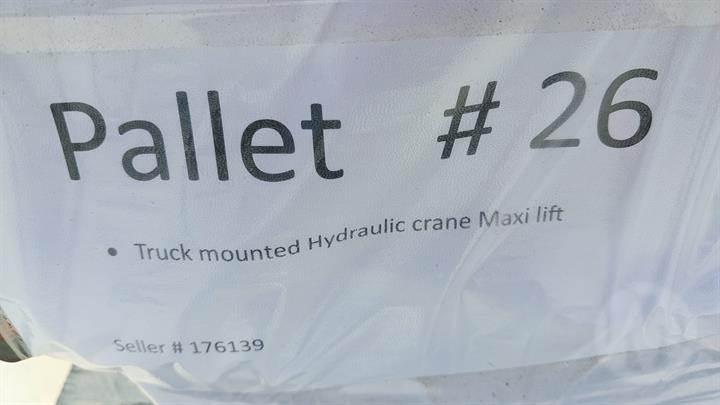 Pallet # 26
• Truck mounted Hydraulic crane Maxi lift
Seller # 176139